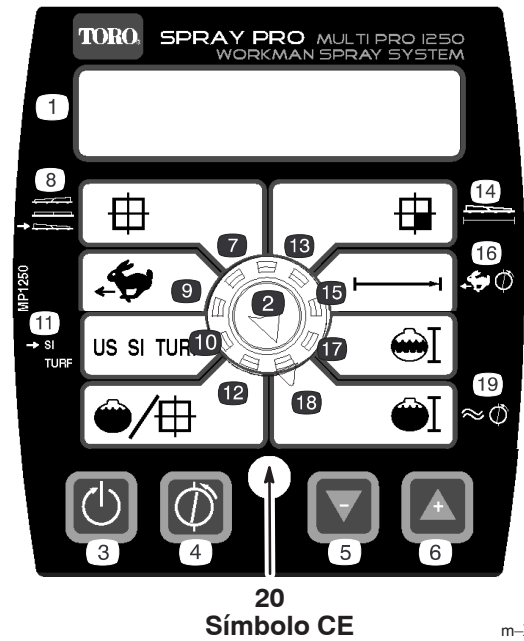 TORO. SPRAY PRO MULTI PRO 1250
WORKMAN SPRAY SYSTEM
1
8
14
7
13
16
MP1250
9
2
15
11
→ SI
TURF
US SI TUR
10
17
12
18
19
3
4
5
6
20
Símbolo CE
m–